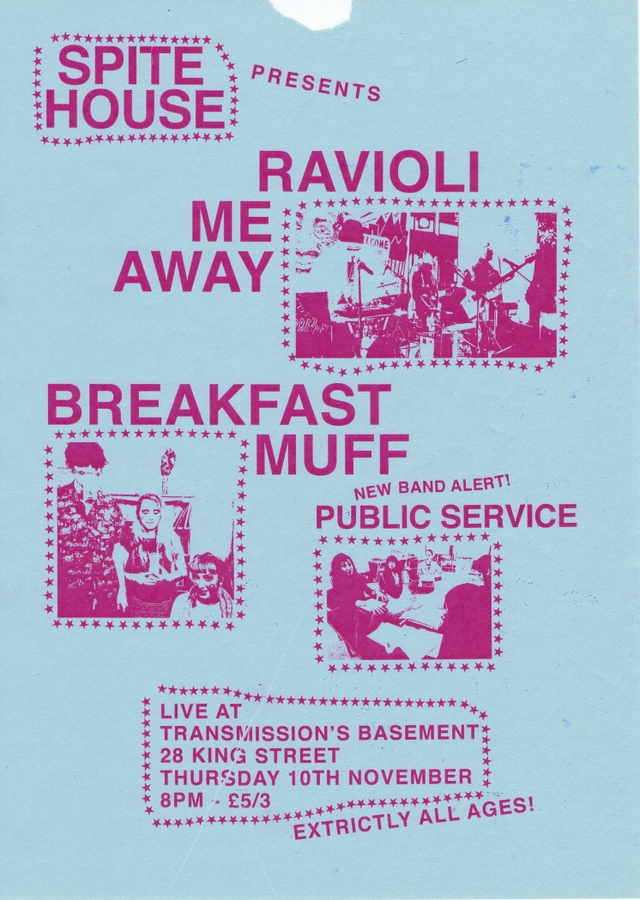 SPITE
HOUSE
PRESENTS
RAVIOLI
ME
AWAY
BREAKFAST
MUFF
NEW BAND ALERT!
PUBLIC SERVICE
LIVE AT
TRANSMISSION'S BASEMENT
28 KING STREET
THURSDAY 10TH NOVEMBER
8PM - £5/3
EXTRICTLY ALL AGES!